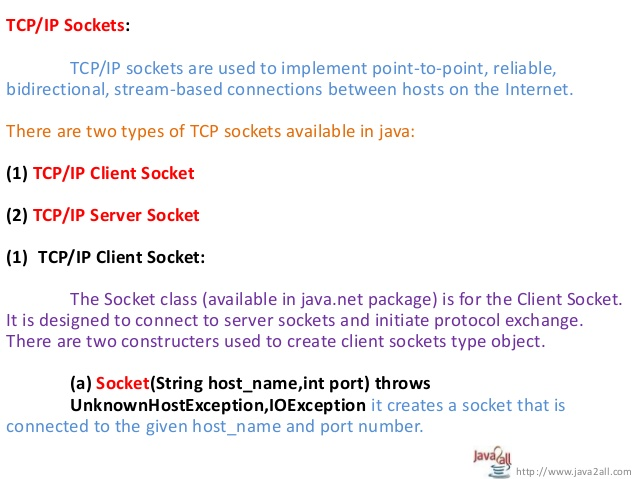 TCP/IP Sockets:
TCP/IP sockets are used to implement point-to-point, reliable,
bidirectional, stream-based connections between hosts on the Internet.
There are two types of TCP sockets available in java:
(1) TCP/IP Client Socket
(2) TCP/IP Server Socket
(1) TCP/IP Client Socket:
The Socket class (available in java.net package) is for the Client Socket.
It is designed to connect to server sockets and initiate protocol exchange.
There are two constructers used to create client sockets type object.
(a) Socket(String host_name,int port) throws
UnknownHostException,IOException it creates a socket that is
connected to the given host_name and port number.
Java2all
http://www.java2all.com